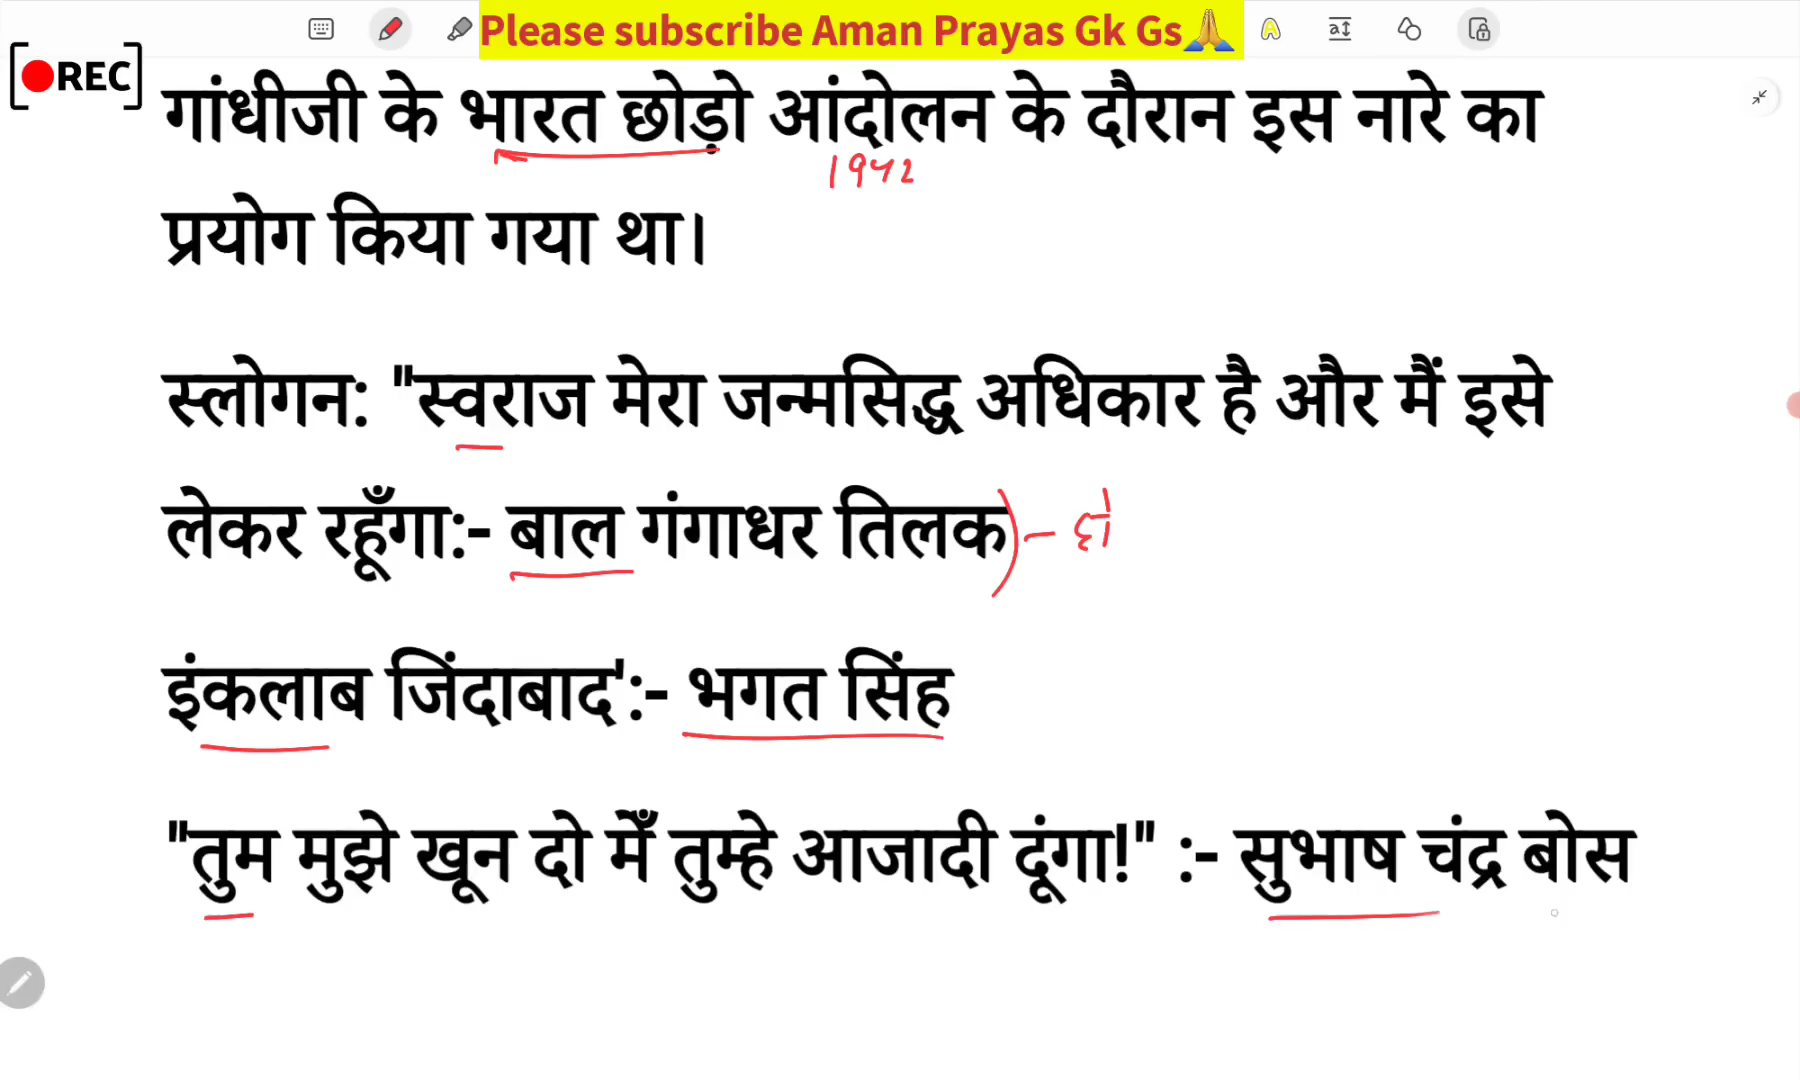 Please subscribe Aman Prayas Gk Gs🙏
REC
गांधीजी के भारत छोड़ो आंदोलन के दौरान इस नारे का
1942
प्रयोग किया गया था।
स्लोगन: "स्वराज मेरा जन्मसिद्ध अधिकार है और मैं इसे
लेकर रहूँगा:- बाल गंगाधर तिलक
इंकलाब जिंदाबाद':- भगत सिंह
"तुम मुझे खून दो मेँ तुम्हे आजादी दूंगा!" :- सुभाष चंद्र बोस